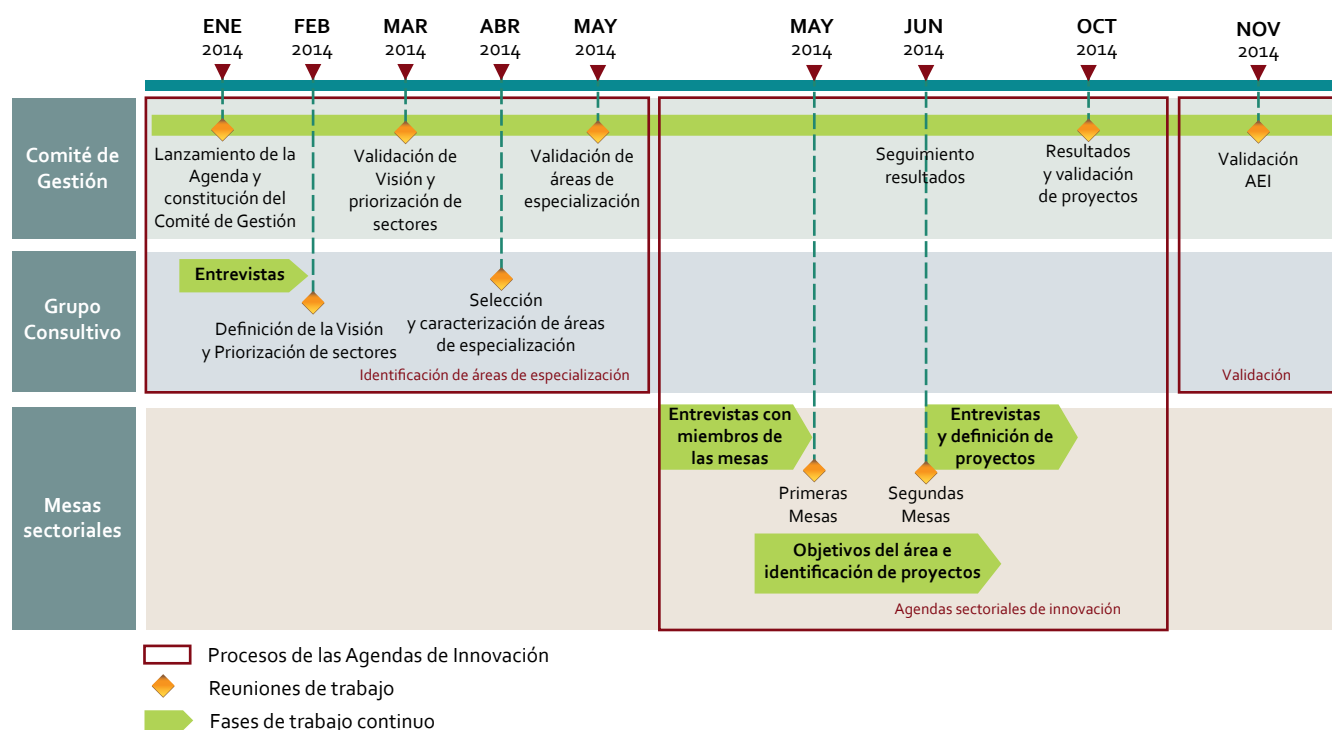 ENE
2014
FEB
2014
MAR
2014
ABR
2014
MAY
2014
MAY
2014
JUN
2014
OCT
2014
NOV
2014
Comité de
Gestión
Lanzamiento de la
Agenda y
constitución del
Comité de Gestión
Validación de
Visión y
priorización de
sectores
Validación de
áreas de
especialización
Seguimiento
resultados
Resultados
y validación
de proyectos
Validación
AEI
Grupo
Consultivo
Entrevistas
Definición de la Visión
y Priorización de sectores
Selección
y caracterización de áreas
de especialización
Identificación de áreas de especialización
Validación
Mesas
sectoriales
Entrevistas con
miembros de
las mesas
Primeras
Mesas
Segundas
Mesas
Entrevistas
y definición de
proyectos
Objetivos del área e
identificación de proyectos
Agendas sectoriales de innovación
Procesos de las Agendas de Innovación
Reuniones de trabajo
Fases de trabajo continuo